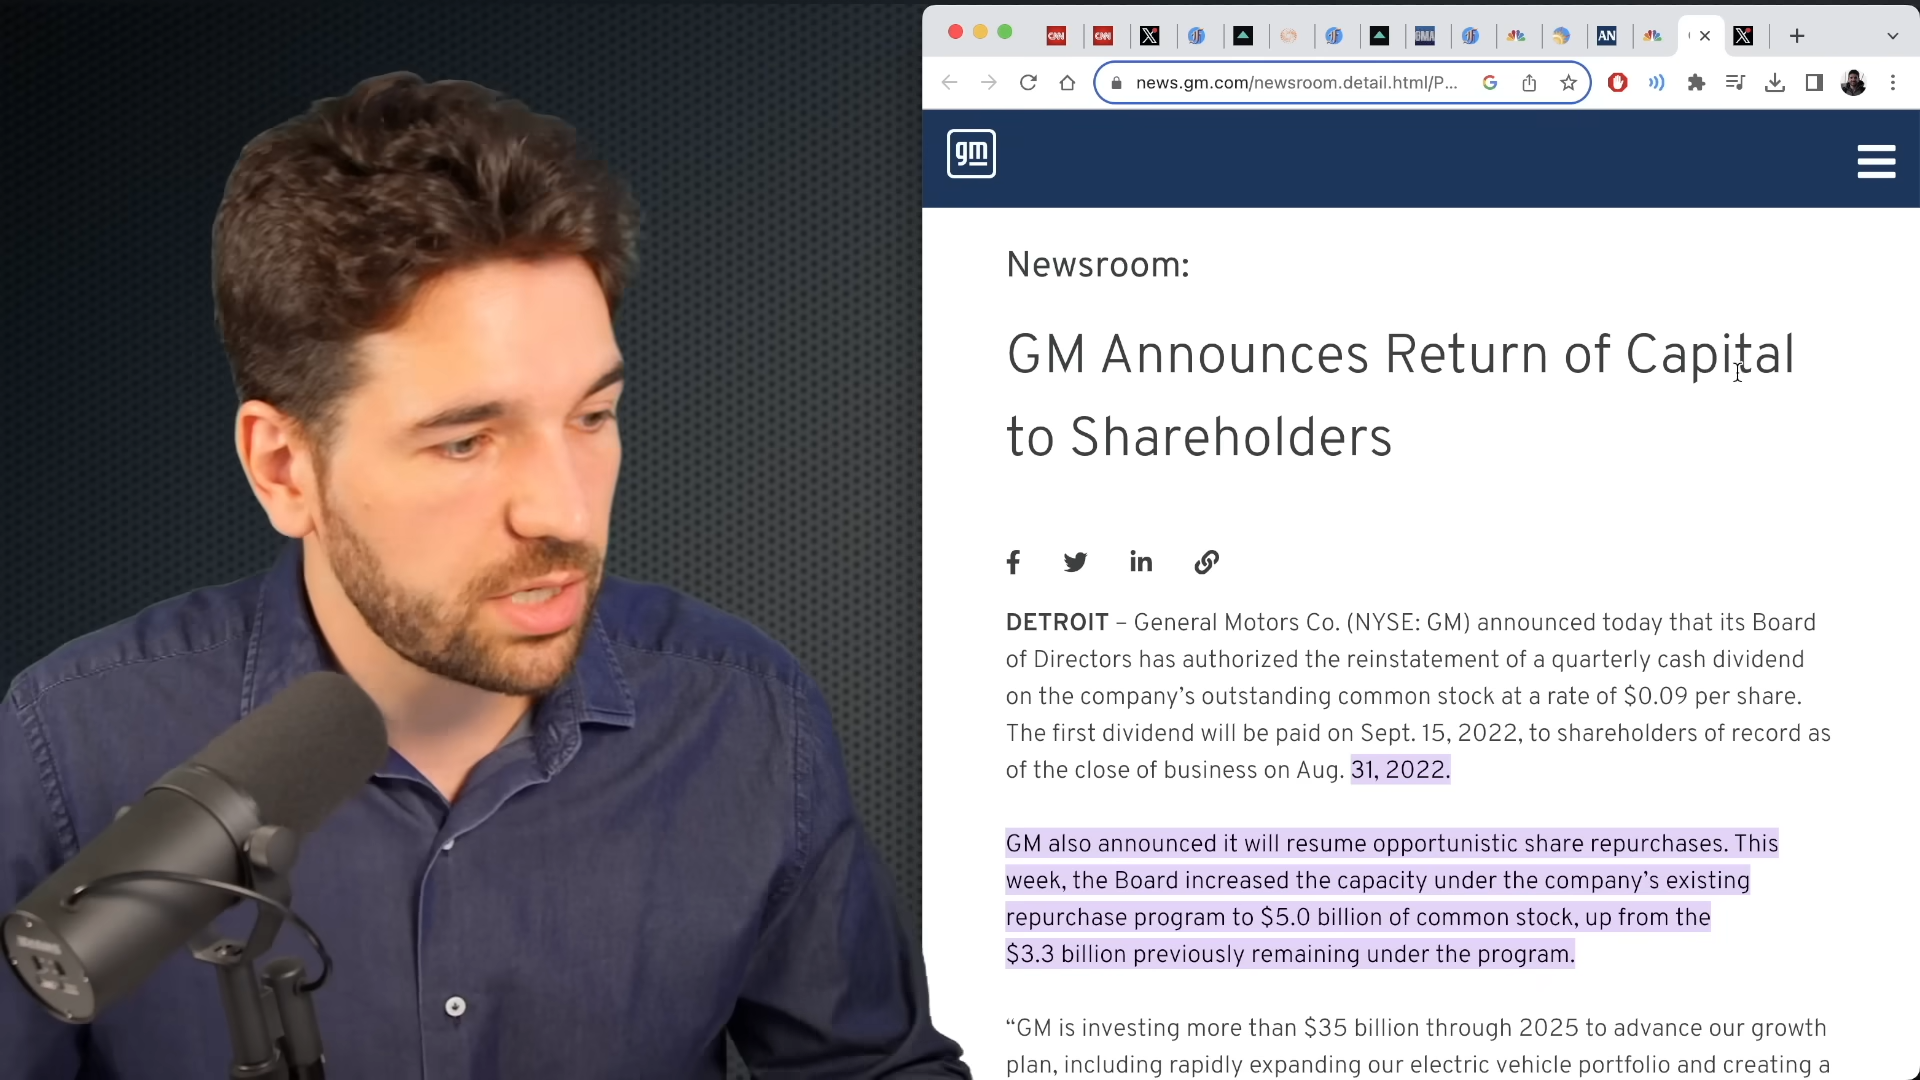 CNN
CNN
GMA
AN
news.gm.com/newsroom.detail.html/P...
gm
Newsroom:
GM Announces Return of Capital
to Shareholders
DETROIT – General Motors Co. (NYSE: GM) announced today that its Board
of Directors has authorized the reinstatement of a quarterly cash dividend
on the company’s outstanding common stock at a rate of $0.09 per share.
The first dividend will be paid on Sept. 15, 2022, to shareholders of record as
of the close of business on Aug. 31, 2022.
GM also announced it will resume opportunistic share repurchases. This
week, the Board increased the capacity under the company’s existing
repurchase program to $5.0 billion of common stock, up from the
$3.3 billion previously remaining under the program.
“GM is investing more than $35 billion through 2025 to advance our growth
plan, including rapidly expanding our electric vehicle portfolio and creating a